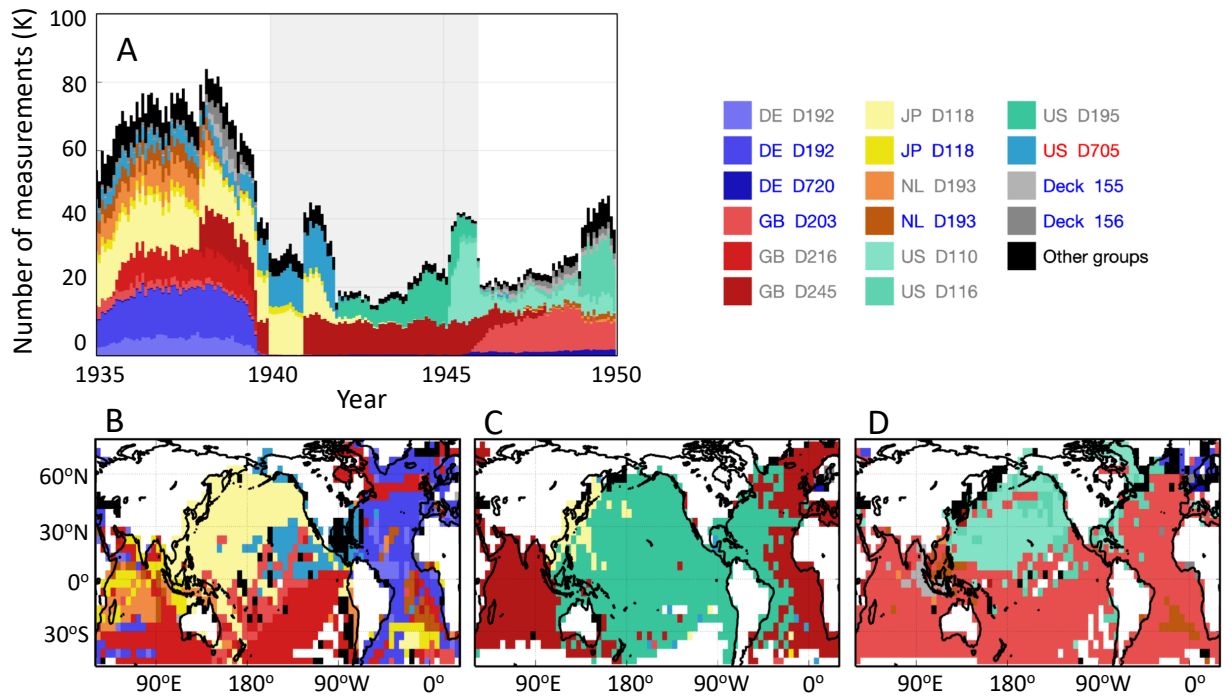 A
Number of measurements (K)
100
80
60
40
20
0
1935
1940
1945
1950
Year
DE D192
DE D192
DE D720
GB D203
GB D216
GB D245
JP D118
JP D118
NL D193
NL D193
US D110
US D116
US D195
US D705
Deck 155
Deck 156
Other groups
B
C
D
60ºN
30ºN
0º
30ºS
90ºE
180º
90ºW
0º
90ºE
180º
90ºW
0º
90ºE
180º
90ºW
0º